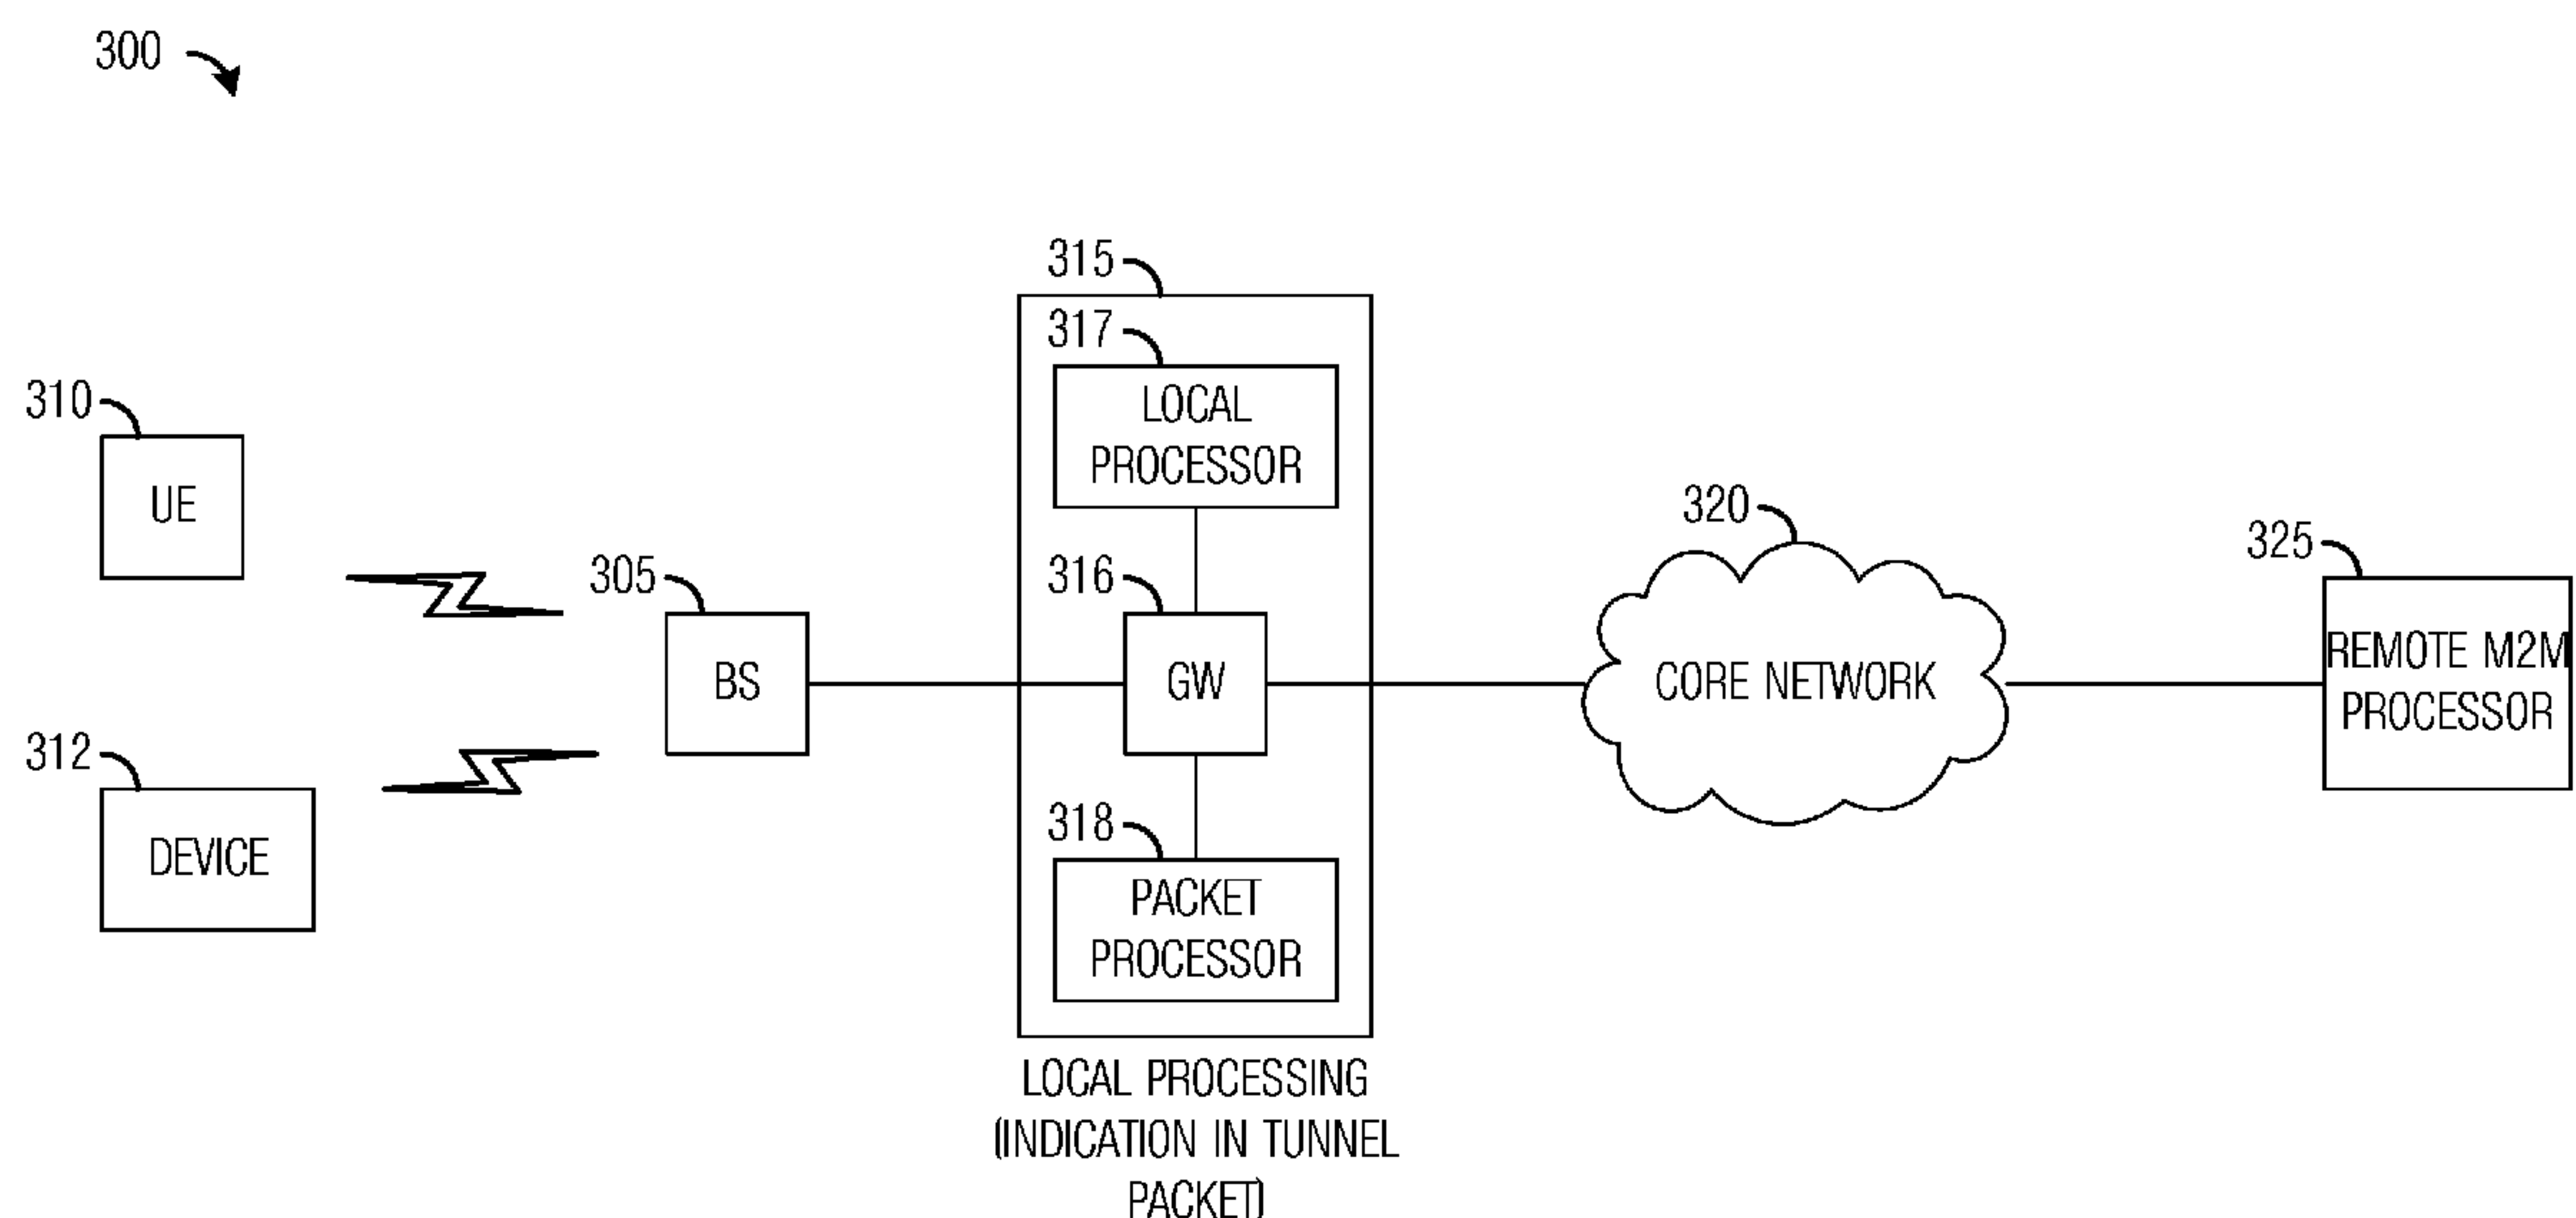 300
315
317
LOCAL
PROCESSOR
310
UE
320
CORE NETWORK
325
REMOTE M2M
PROCESSOR
305
BS
316
GW
312
DEVICE
318
PACKET
PROCESSOR
LOCAL PROCESSING
(INDICATION IN TUNNEL
PACKET)